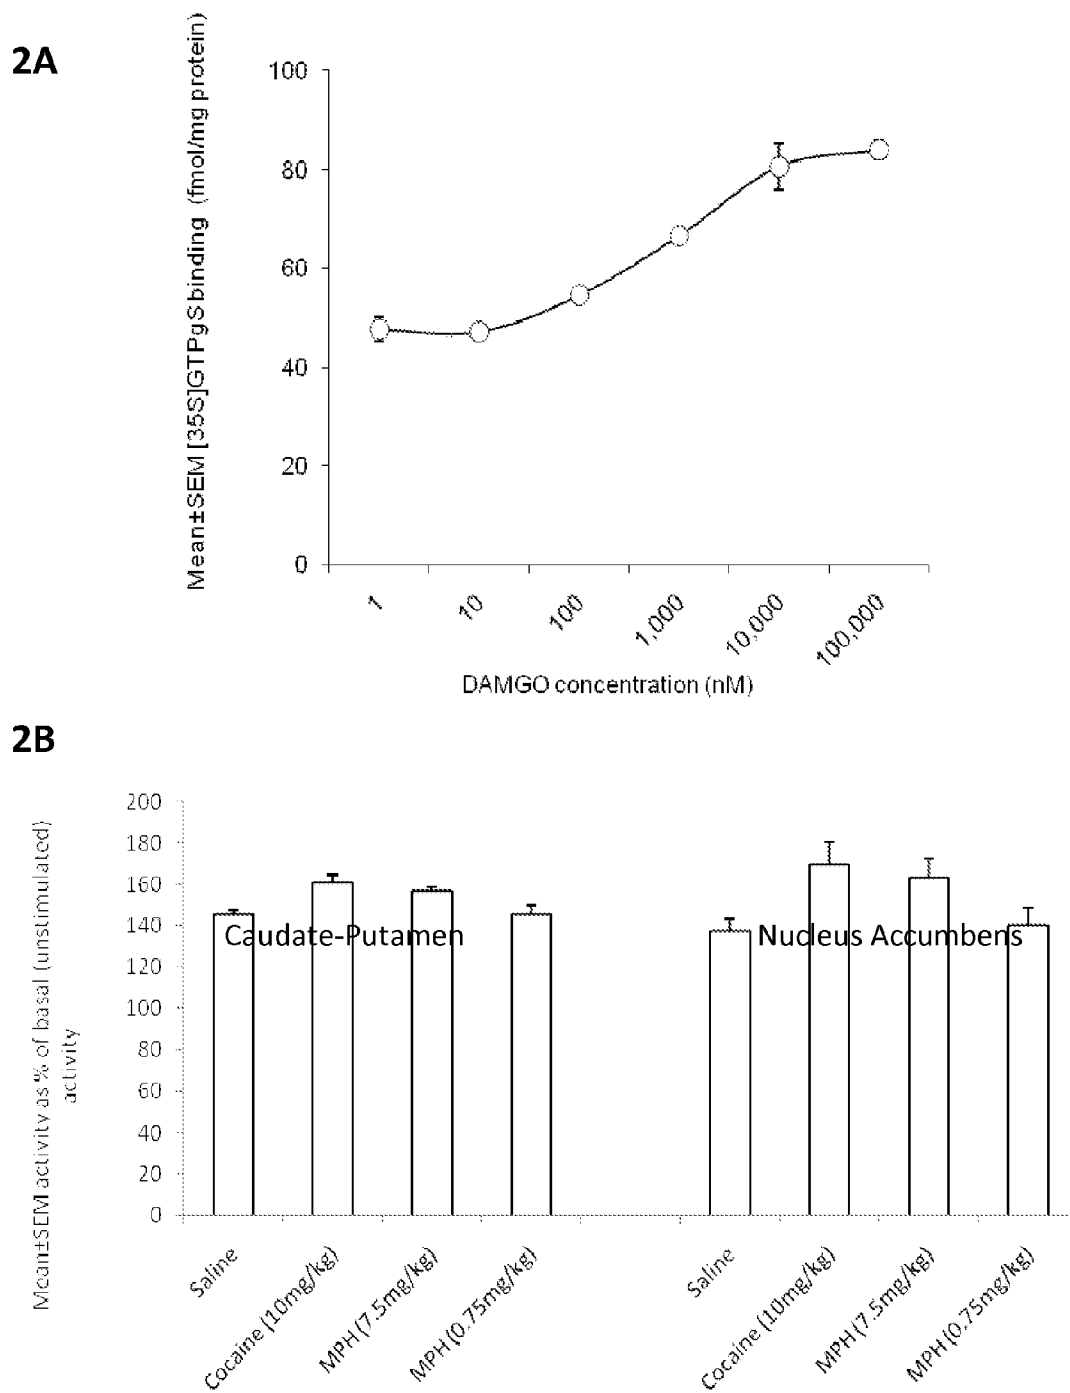 2A
Mean±SEM [35S]GTPgSbinding (fmol/mg protein)
100
80
60
40
20
0
1
10
100
1,000
10,000
100,000
DAMGO concentration (nM)
2B
Mean±SEM activity as % of basal (unstimulated)
activity
200
180
160
140
120
100
80
60
40
20
0
Caudate-Putamen
Nucleus Accumbens
Saline
Cocaine (10mg/kg)
MPH (7.5mg/kg)
MPH (0.75mg/kg)
Saline
Cocaine (10mg/kg)
MPH (7.5mg/kg)
MPH (0.75mg/kg)